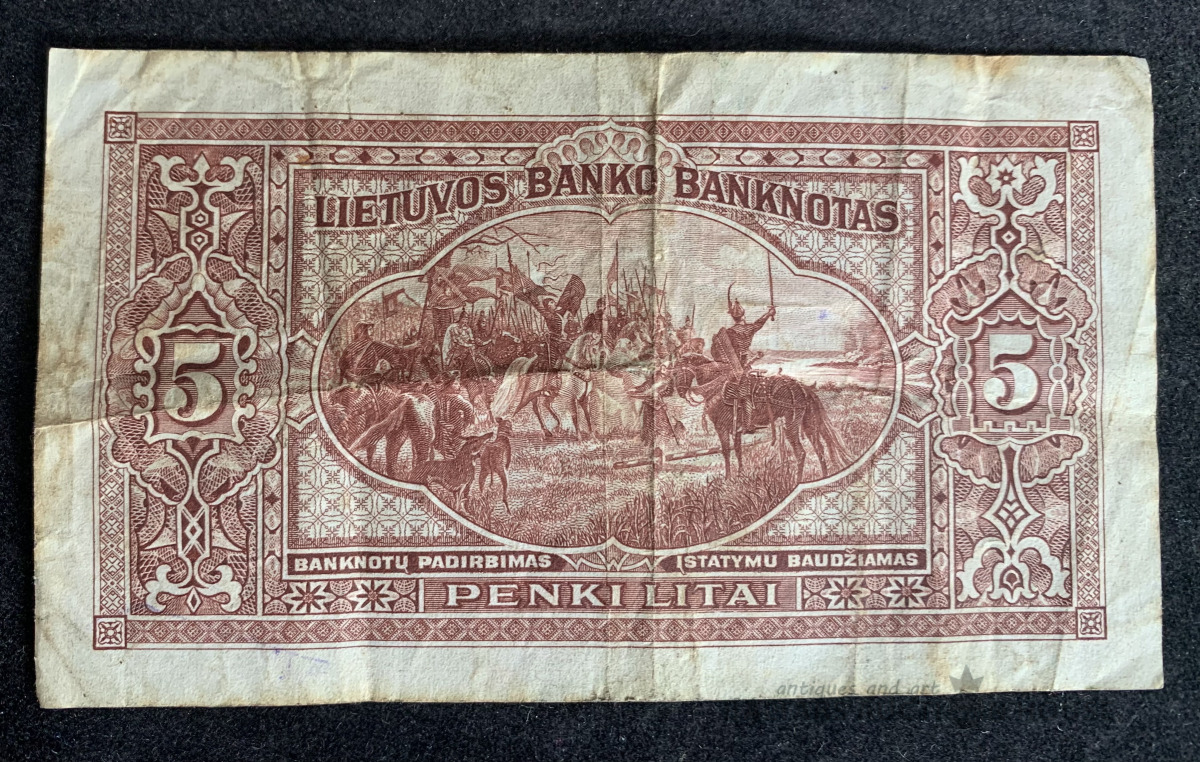 LIETUVOS BANKO BANKNOTAS
5
5
BANKNOTŲ PADIRBIMAS ĮSTATYMU BAUDŽIAMAS
PENKI LITAI
antiques and art